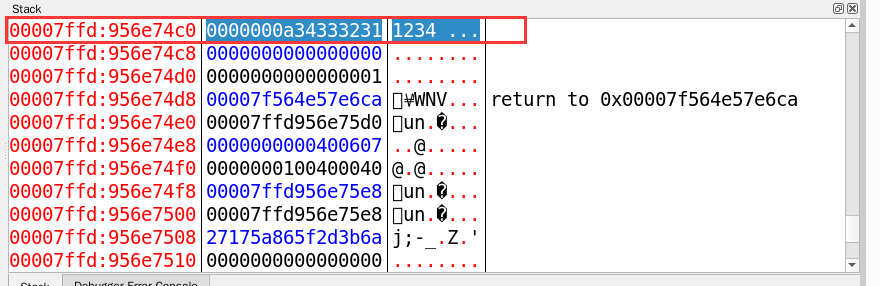 Stack
00007ffd:956e74c0 0000000a34333231 1234 ...
00007ffd:956e74c8 0000000000000000 ........
00007ffd:956e74d0 0000000000000001 ........
00007ffd:956e74d8 00007f564e57e6ca WNV... return to 0x00007f564e57e6ca
00007ffd:956e74e0 00007ffd956e75d0 □un.�...
00007ffd:956e74e8 0000000000400607 ..@.....
00007ffd:956e74f0 0000000100400040 @.@.....
00007ffd:956e74f8 00007ffd956e75e8 □un.�...
00007ffd:956e7500 00007ffd956e75e8 □un.�...
00007ffd:956e7508 27175a865f2d3b6a j;-_.Z.'
00007ffd:956e7510 0000000000000000 ........
Stack Debugger Error Console